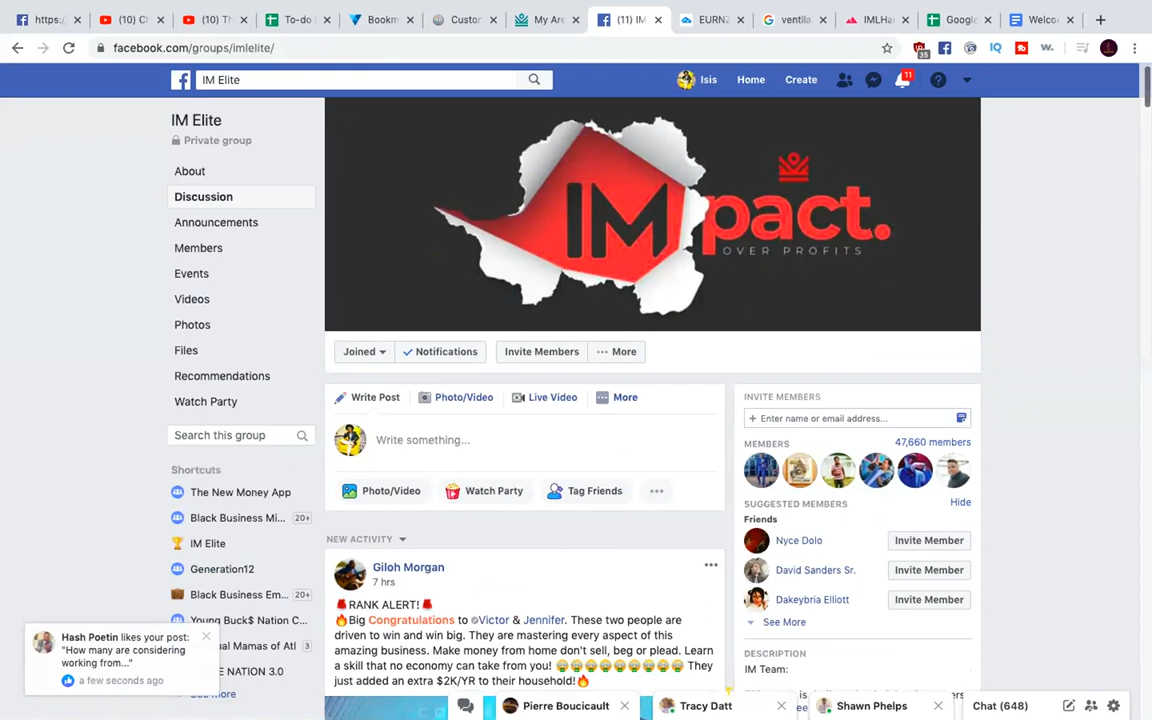 https:/
(10) Cl
(10) Th
To-do
Bookm
Custor
My Are
(11) IM
EURNZ
ventila
IMLHa
Google
Welco
facebook.com/groups/imlelite/
35
IQ
w.
IM Elite
Isis
Home
Create
11
IM Elite
Private group
About
Discussion
Announcements
Members
Events
Videos
Photos
Files
Recommendations
Watch Party
Search this group
Shortcuts
The New Money App
Black Business Mi... 20+
IM Elite
Generation12
Black Business Em... 20+
Young Buck$ Nation C...
ual Mamas of Atl 3
E NATION 3.0
See more
Hash Poetin likes your post:
"How many are considering
working from..."
a few seconds ago
IMpact.
OVER PROFITS
Joined
Notifications
Invite Members
More
Write Post
Photo/Video
Live Video
More
Write something...
Photo/Video
Watch Party
Tag Friends
NEW ACTIVITY
Giloh Morgan
7 hrs
RANK ALERT!
Big Congratulations to @Victor & Jennifer. These two people are
driven to win and win big. They are mastering every aspect of this
amazing business. Make money from home don't sell, beg or plead. Learn
a skill that no economy can take from you! They
just added an extra $2K/YR to their household!
INVITE MEMBERS
+ Enter name or email address...
MEMBERS
47,660 members
SUGGESTED MEMBERS
Hide
Friends
Nyce Dolo
Invite Member
David Sanders Sr.
Invite Member
Dakeybria Elliott
Invite Member
See More
DESCRIPTION
IM Team:
Pierre Boucicault
Tracy Datt
Shawn Phelps
Chat (648)